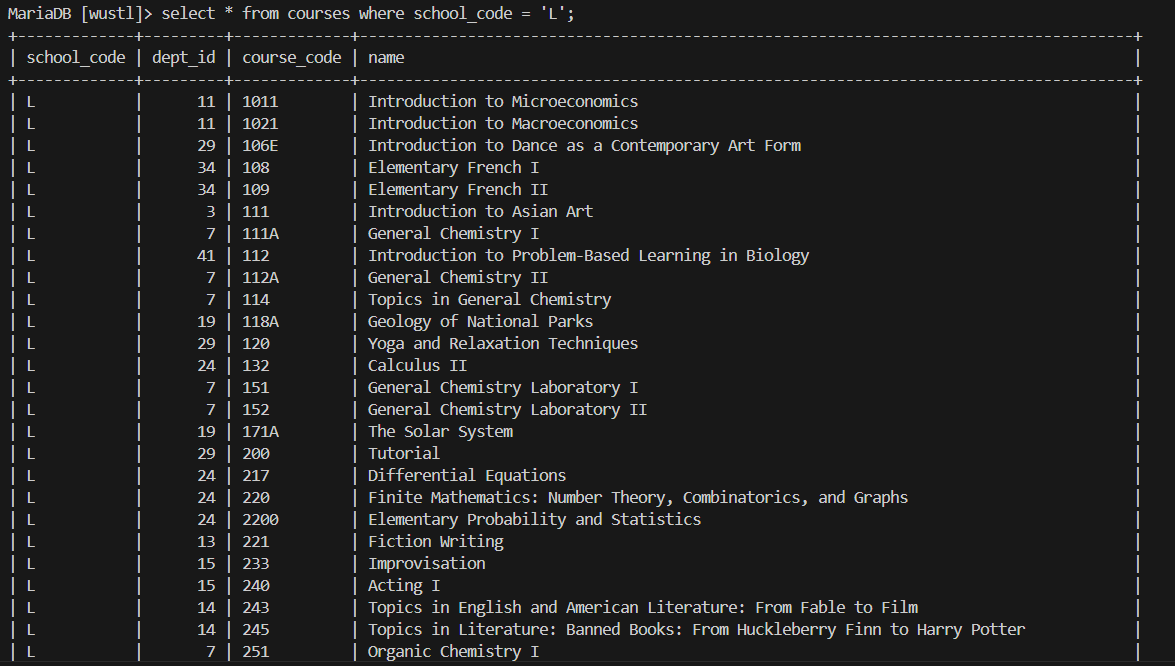 MariaDB [wustl]> select * from courses where school_code = 'L';
+-------------+---------+-------------+--------------------------------------------------------------------------------------+
| school_code | dept_id | course_code | name |
+-------------+---------+-------------+--------------------------------------------------------------------------------------+
| L | 11 | 1011 | Introduction to Microeconomics |
| L | 11 | 1021 | Introduction to Macroeconomics |
| L | 29 | 106E | Introduction to Dance as a Contemporary Art Form |
| L | 34 | 108 | Elementary French I |
| L | 34 | 109 | Elementary French II |
| L | 3 | 111 | Introduction to Asian Art |
| L | 7 | 111A | General Chemistry I |
| L | 41 | 112 | Introduction to Problem-Based Learning in Biology |
| L | 7 | 112A | General Chemistry II |
| L | 7 | 114 | Topics in General Chemistry |
| L | 19 | 118A | Geology of National Parks |
| L | 29 | 120 | Yoga and Relaxation Techniques |
| L | 24 | 132 | Calculus II |
| L | 7 | 151 | General Chemistry Laboratory I |
| L | 7 | 152 | General Chemistry Laboratory II |
| L | 19 | 171A | The Solar System |
| L | 29 | 200 | Tutorial |
| L | 24 | 217 | Differential Equations |
| L | 24 | 220 | Finite Mathematics: Number Theory, Combinatorics, and Graphs |
| L | 24 | 2200 | Elementary Probability and Statistics |
| L | 13 | 221 | Fiction Writing |
| L | 15 | 233 | Improvisation |
| L | 15 | 240 | Acting I |
| L | 14 | 243 | Topics in English and American Literature: From Fable to Film |
| L | 14 | 245 | Topics in Literature: Banned Books: From Huckleberry Finn to Harry Potter |
| L | 7 | 251 | Organic Chemistry I |